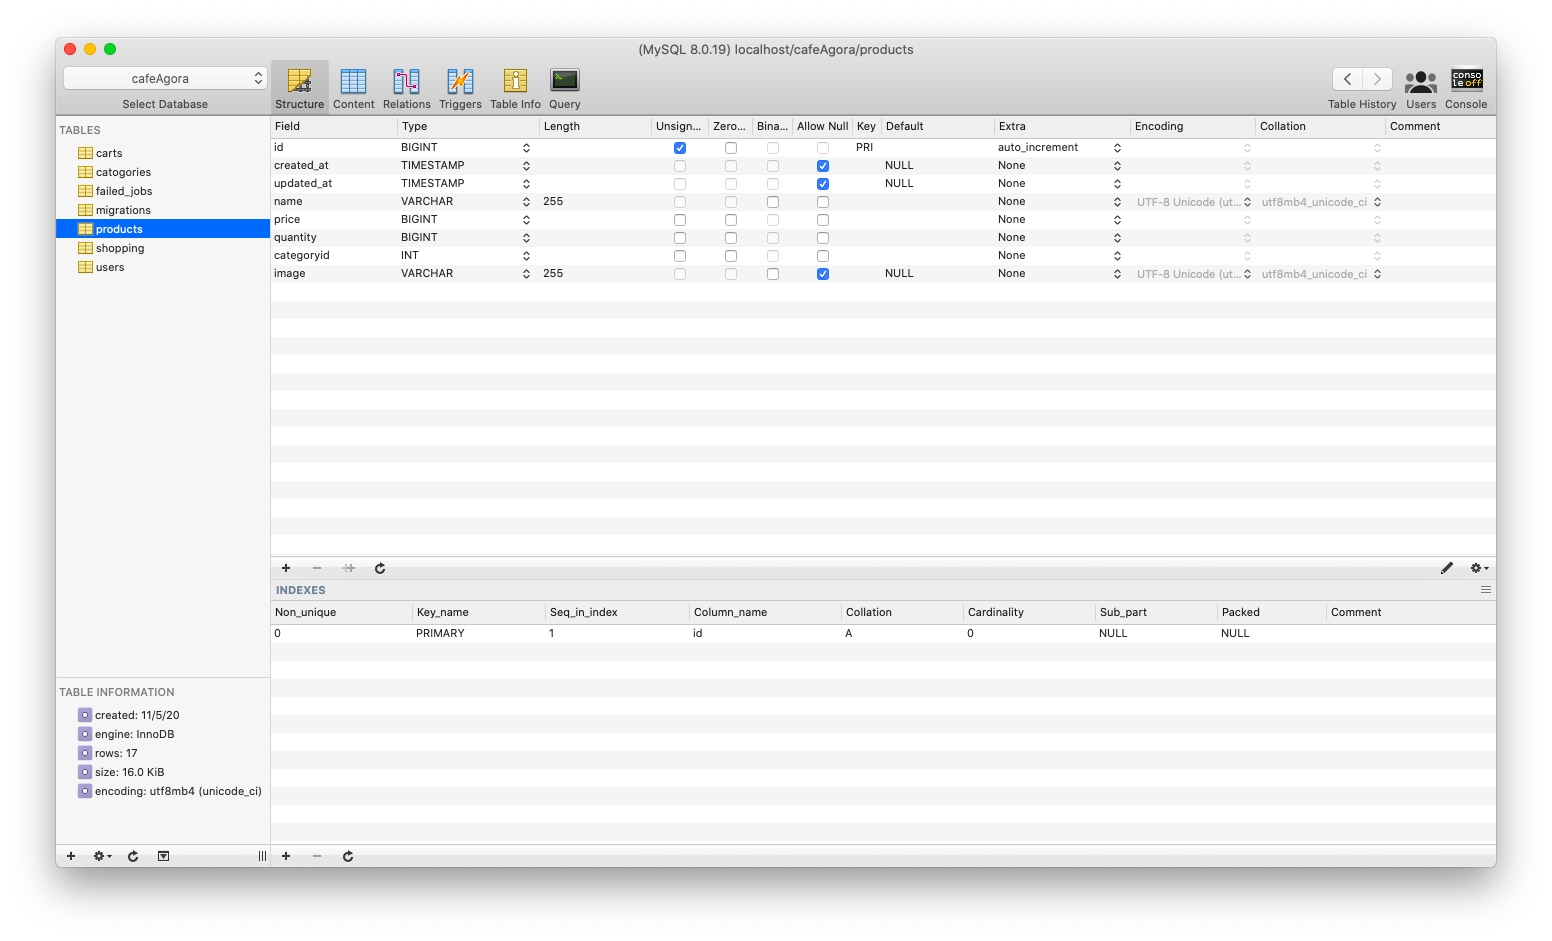 (MySQL 8.0.19) localhost/cafeAgora/products
cafeAgora
Select Database
Structure Content Relations Triggers Table Info Query
conso
le off
Table History Users Console
TABLES
carts
catogories
failed_jobs
migrations
products
shopping
users
Field Type Length Unsign... Zero... Bina... Allow Null Key Default Extra Encoding Collation Comment
id BIGINT PRI auto_increment
created_at TIMESTAMP NULL None
updated_at TIMESTAMP NULL None
name VARCHAR 255 None UTF-8 Unicode (ut... utf8mb4_unicode_ci
price BIGINT None
quantity BIGINT None
categoryid INT None
image VARCHAR 255 NULL None UTF-8 Unicode (ut... utf8mb4_unicode_ci
INDEXES
Non_unique Key_name Seq_in_index Column_name Collation Cardinality Sub_part Packed Comment
0 PRIMARY 1 id A 0 NULL NULL
TABLE INFORMATION
created: 11/5/20
engine: InnoDB
rows: 17
size: 16.0 KiB
encoding: utf8mb4 (unicode_ci)